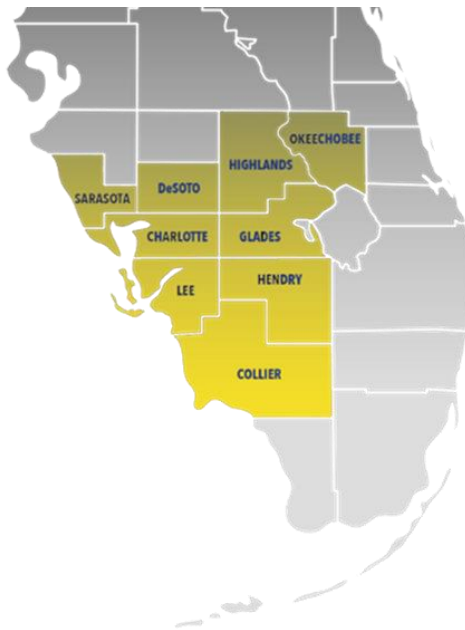 OKEECHOBEE
HIGHLANDS
DeSOTO
SARASOTA
CHARLOTTE
GLADES
HENDRY
LEE
COLLIER